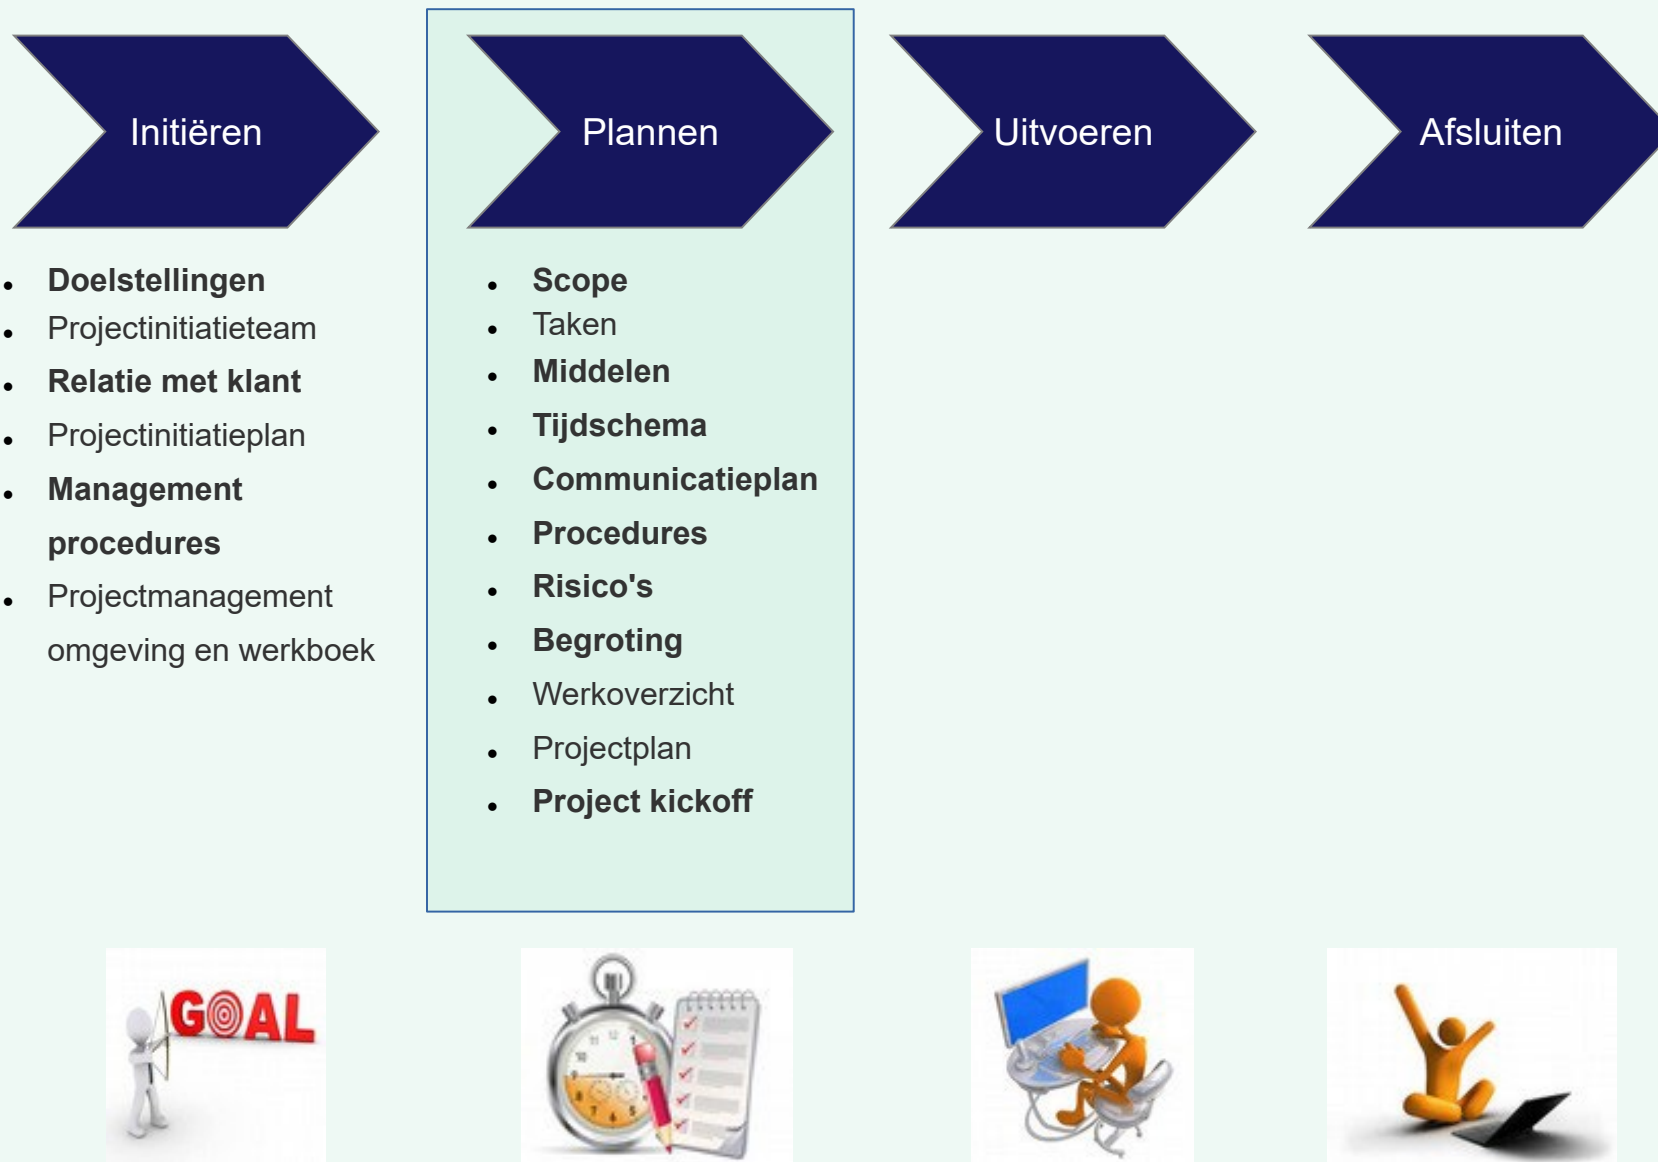 Initiëren
Plannen
Uitvoeren
Afsluiten
Doelstellingen
Projectinitiatieteam
Relatie met klant
Projectinitiatieplan
Management
procedures
Projectmanagement
omgeving en werkboek
Scope
Taken
Middelen
Tijdschema
Communicatieplan
Procedures
Risico's
Begroting
Werkoverzicht
Projectplan
Project kickoff
GOAL